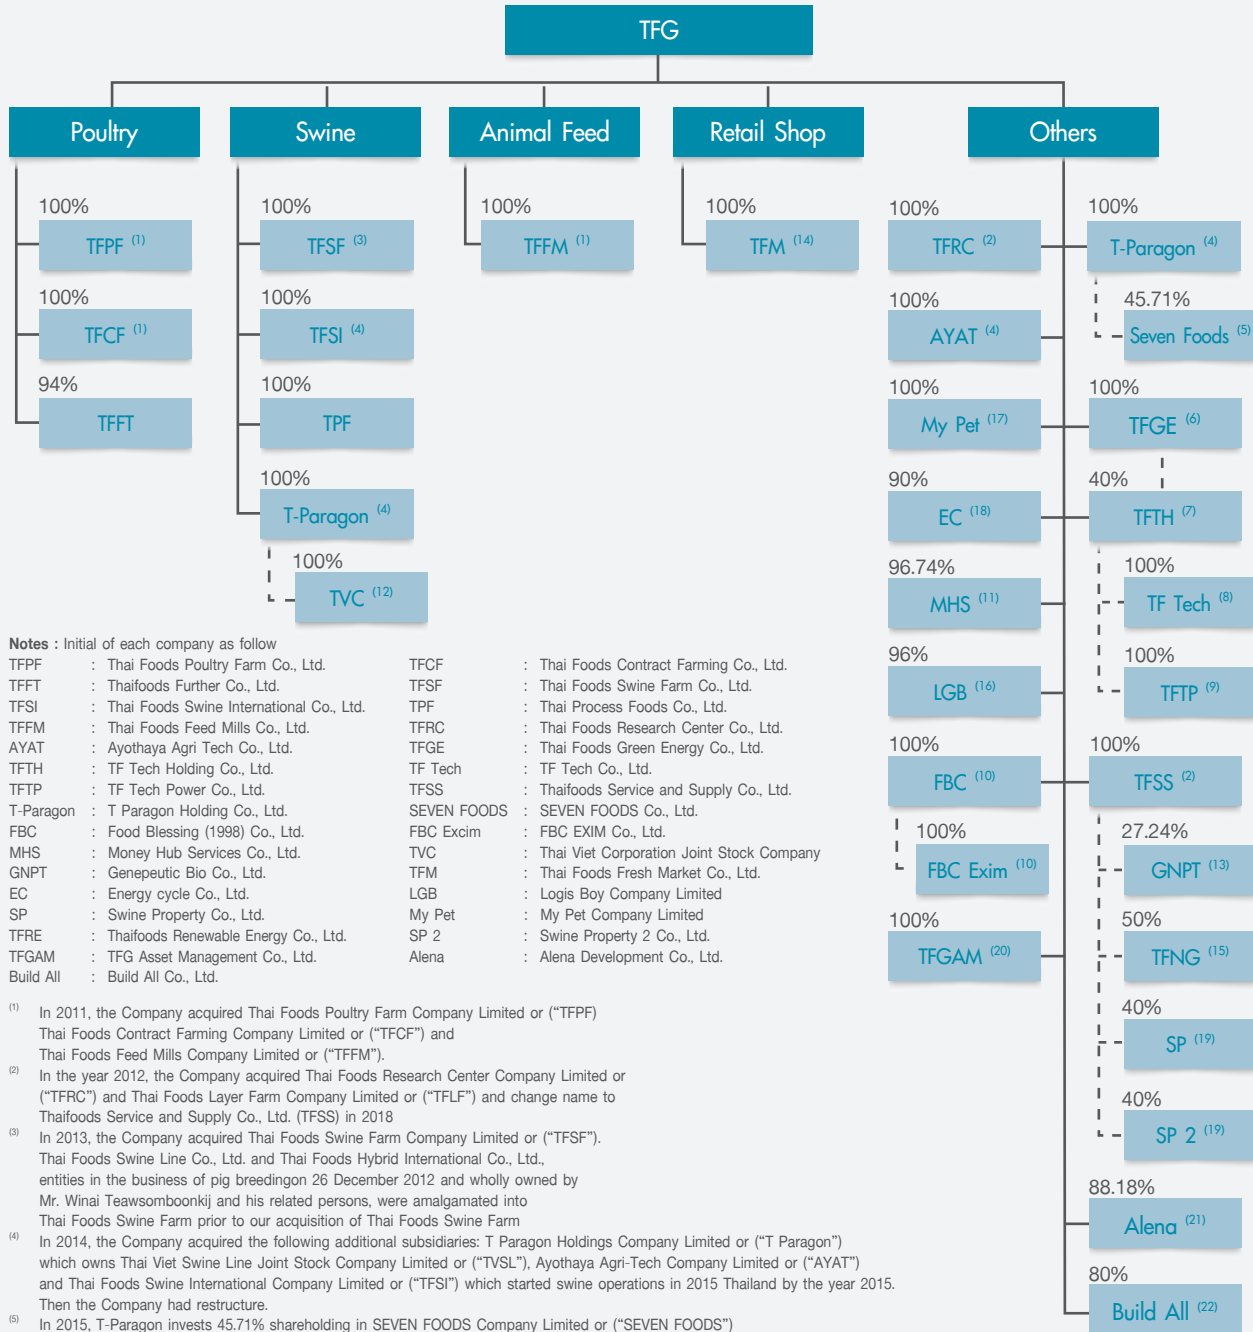 TFG
Poultry
Swine
Animal Feed
Retail Shop
Others
100%
TFPF (1)
100%
TFCF (1)
94%
TFFT
100%
TFSF (3)
100%
TFSI (4)
100%
TPF
100%
T-Paragon (4)
100%
TVC (12)
100%
TFFM (1)
100%
TFM (14)
100%
TFRC (2)
100%
T-Paragon (4)
45.71%
Seven Foods (5)
100%
AYAT (4)
100%
My Pet (17)
100%
TFGE (6)
90%
EC (18)
40%
TFTH (7)
96.74%
MHS (11)
100%
TF Tech (8)
96%
LGB (16)
100%
TFTP (9)
100%
FBC (10)
100%
TFSS (2)
100%
FBC Exim (10)
27.24%
GNPT (13)
100%
TFGAM (20)
50%
TFNG (15)
40%
SP (19)
40%
SP 2 (19)
88.18%
Alena (21)
80%
Build All (22)
Notes : Initial of each company as follow
TFPF : Thai Foods Poultry Farm Co., Ltd. TFCF : Thai Foods Contract Farming Co., Ltd.
TFFT : Thaifoods Further Co., Ltd. TFSF : Thai Foods Swine Farm Co., Ltd.
TFSI : Thai Foods Swine International Co., Ltd. TPF : Thai Process Foods Co., Ltd.
TFFM : Thai Foods Feed Mills Co., Ltd. TFRC : Thai Foods Research Center Co., Ltd.
AYAT : Ayothaya Agri Tech Co., Ltd. TFGE : Thai Foods Green Energy Co., Ltd.
TFTH : TF Tech Holding Co., Ltd. TF Tech : TF Tech Co., Ltd.
TFTP : TF Tech Power Co., Ltd. TFSS : Thaifoods Service and Supply Co., Ltd.
T-Paragon : T Paragon Holding Co., Ltd. SEVEN FOODS : SEVEN FOODS Co., Ltd.
FBC : Food Blessing (1998) Co., Ltd. FBC Excim : FBC EXIM Co., Ltd.
MHS : Money Hub Services Co., Ltd. TVC : Thai Viet Corporation Joint Stock Company
GNPT : Genepeutic Bio Co., Ltd. TFM : Thai Foods Fresh Market Co., Ltd.
EC : Energy cycle Co., Ltd. LGB : Logis Boy Company Limited
SP : Swine Property Co., Ltd. My Pet : My Pet Company Limited
TFRE : Thaifoods Renewable Energy Co., Ltd. SP 2 : Swine Property 2 Co., Ltd.
TFGAM : TFG Asset Management Co., Ltd. Alena : Alena Development Co., Ltd.
Build All : Build All Co., Ltd.
(1) In 2011, the Company acquired Thai Foods Poultry Farm Company Limited or (“TFPF)
Thai Foods Contract Farming Company Limited or (“TFCF”) and
Thai Foods Feed Mills Company Limited or (“TFFM”).
(2) In the year 2012, the Company acquired Thai Foods Research Center Company Limited or
(“TFRC”) and Thai Foods Layer Farm Company Limited or (“TFLF”) and change name to
Thaifoods Service and Supply Co., Ltd. (TFSS) in 2018
(3) In 2013, the Company acquired Thai Foods Swine Farm Company Limited or (“TFSF”).
Thai Foods Swine Line Co., Ltd. and Thai Foods Hybrid International Co., Ltd.,
entities in the business of pig breedingon 26 December 2012 and wholly owned by
Mr. Winai Teawsomboonkij and his related persons, were amalgamated into
Thai Foods Swine Farm prior to our acquisition of Thai Foods Swine Farm
(4) In 2014, the Company acquired the following additional subsidiaries: T Paragon Holdings Company Limited or (“T Paragon”)
which owns Thai Viet Swine Line Joint Stock Company Limited or (“TVSL”), Ayothaya Agri-Tech Company Limited or (“AYAT”)
and Thai Foods Swine International Company Limited or (“TFSI”) which started swine operations in 2015 Thailand by the year 2015.
Then the Company had restructure.
(5) In 2015, T-Paragon invests 45.71% shareholding in SEVEN FOODS Company Limited or (“SEVEN FOODS”)